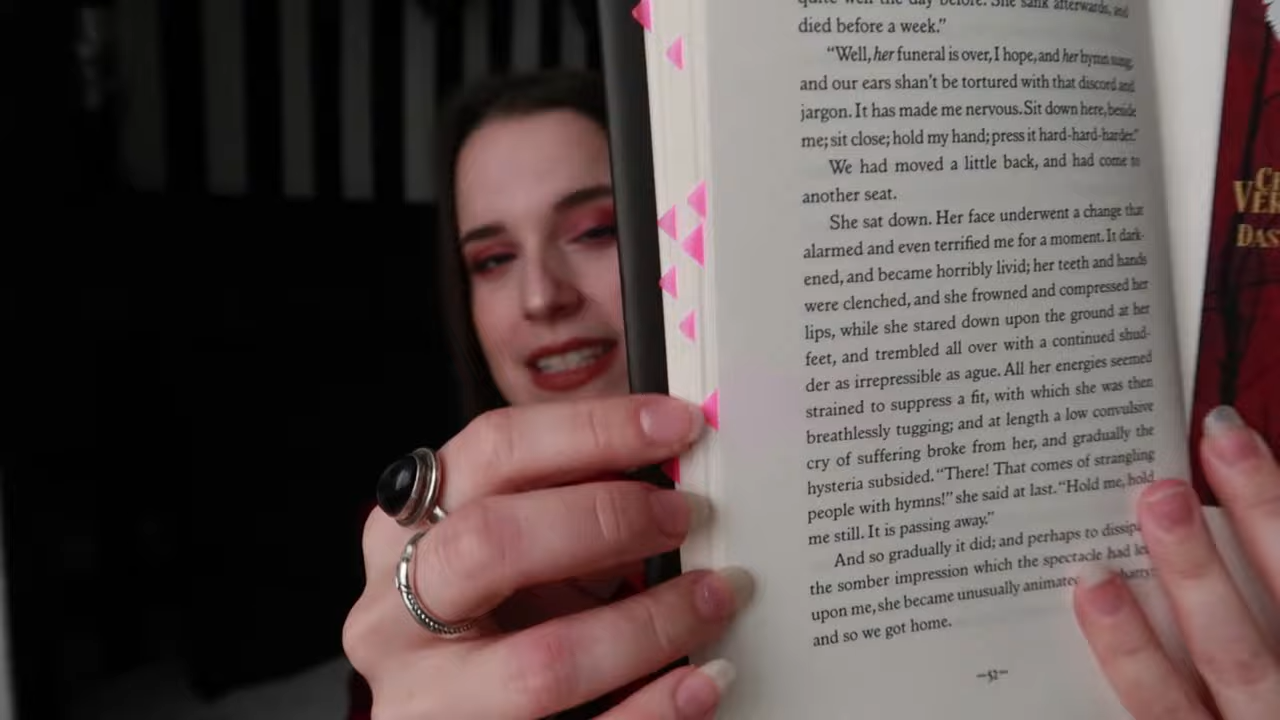 quite well the day before. She sank afterwards, and
died before a week.”
“Well, her funeral is over, I hope, and her hymn sung,
and our ears shan’t be tortured with that discord and
jargon. It has made me nervous. Sit down here, beside
me; sit close; hold my hand; press it hard-hard-harder.”
We had moved a little back, and had come to
another seat.
She sat down. Her face underwent a change that
alarmed and even terrified me for a moment. It dark-
ened, and became horribly livid; her teeth and hands
were clenched, and she frowned and compressed her
lips, while she stared down upon the ground at her
feet, and trembled all over with a continued shud-
der as irrepressible as ague. All her energies seemed
strained to suppress a fit, with which she was then
breathlessly tugging; and at length a low convulsive
cry of suffering broke from her, and gradually the
hysteria subsided. “There! That comes of strangling
people with hymns!” she said at last. “Hold me, hold
me still. It is passing away.”
And so gradually it did; and perhaps to
the somber impression which the spectacle had
upon me, she became unusually
and so we got home.
—52—
DAS